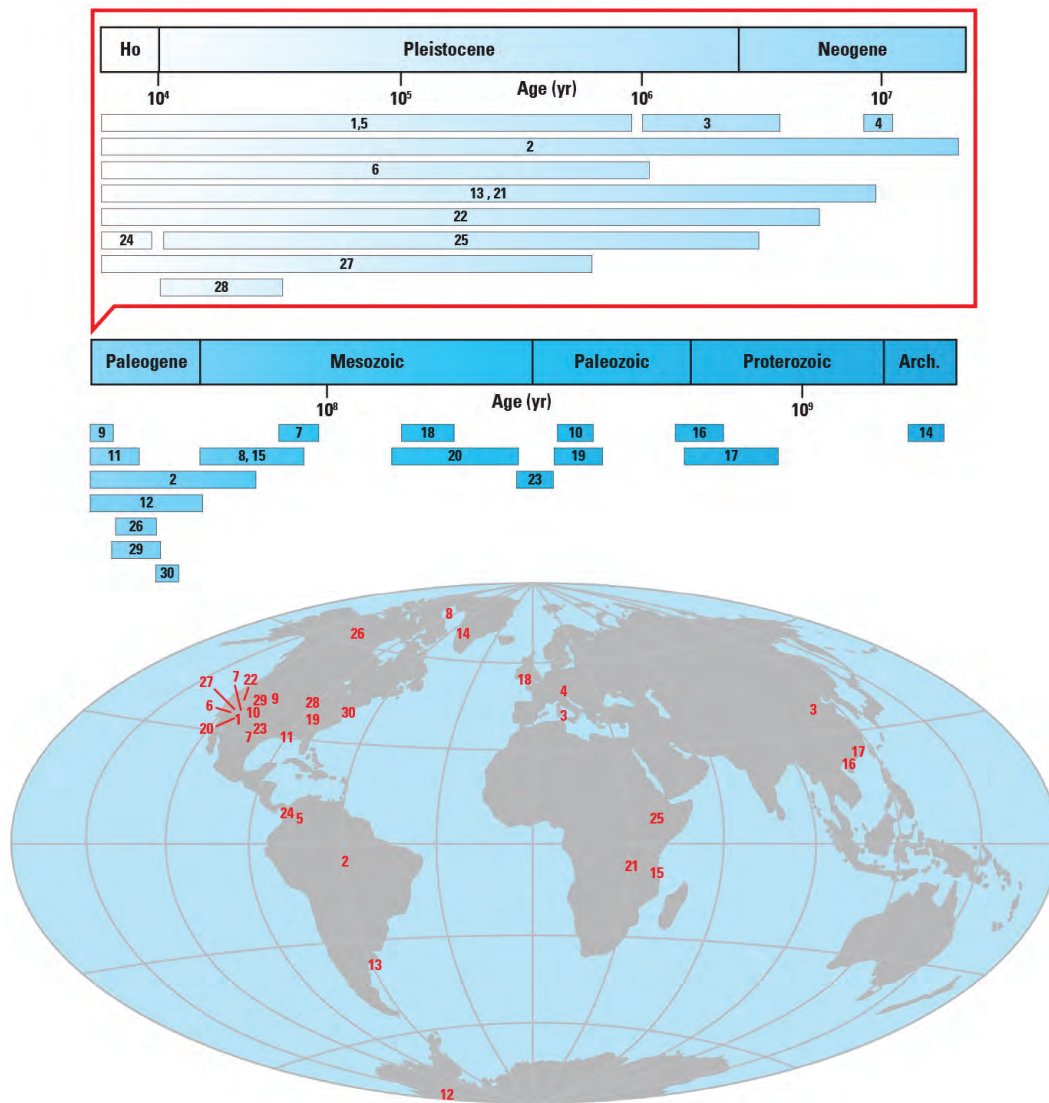 Ho Pleistocene Neogene
10⁴ 10⁵ Age (yr) 10⁶ 10⁷
1,5 3 4
2
6
13 , 21
22
24 25
27
28
Paleogene Mesozoic Paleozoic Proterozoic Arch.
10⁸ Age (yr) 10⁹
9 7 18 10 16 14
11 8, 15 20 19 17
2 23
12
26
29
30
8
26 14
7
27 22 18
29 9 4
6 28
10 30 3 3
1 19
20 23
7 11 17
16
24
5 25
2 21
15
13
12